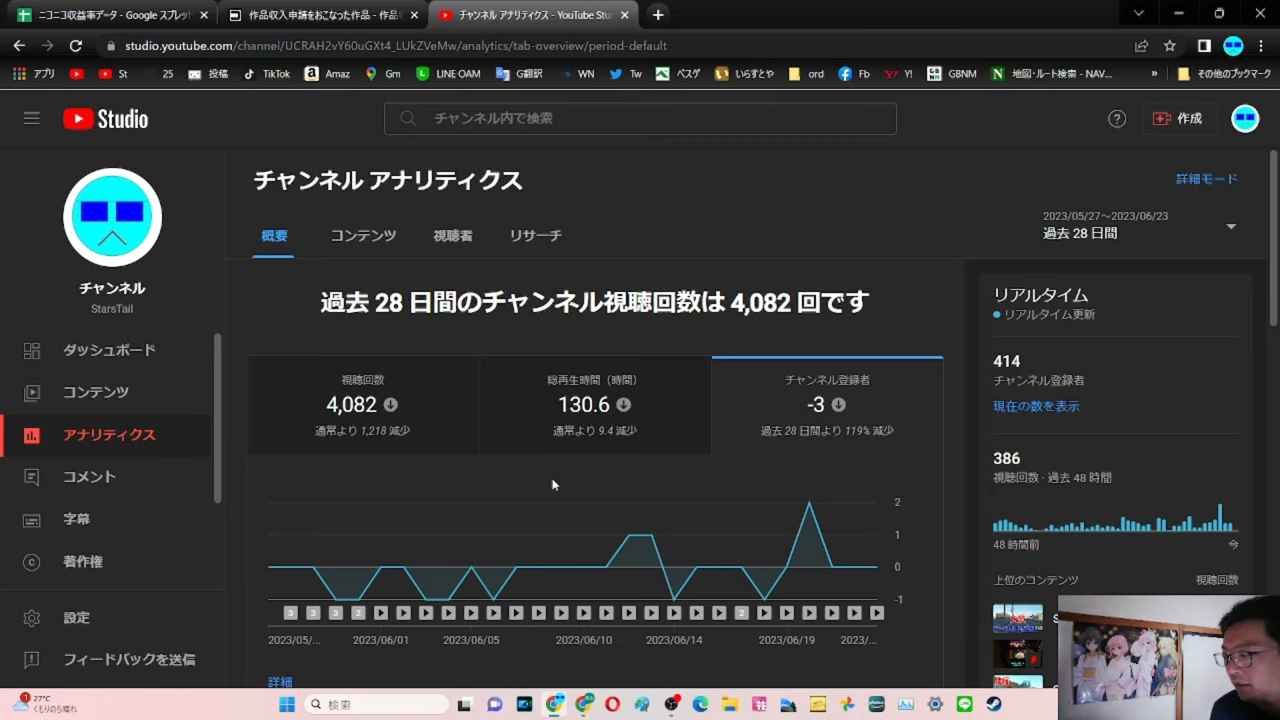 ニコニコ収益率データ - Google スプレッ
作品収入申請をおこなった作品 - 作品
チャンネル アナリティクス - YouTube Stu
studio.youtube.com/channel/UCRAH2vY60uGXt4_LUkZVeMw/analytics/tab-overview/period-default
アプリ
St
25
投稿
TikTok
Amaz
Gm
LINE OAM
G翻訳
WN
Tw
ベスゲ
いらすとや
ord
Fb
Y!
GBNM
地図・ルート検索 - NAV...
»
その他のブックマーク
Studio
チャンネル内で検索
作成
チャンネル
StarsTail
ダッシュボード
コンテンツ
アナリティクス
コメント
字幕
著作権
設定
フィードバックを送信
チャンネル アナリティクス
詳細モード
概要
コンテンツ
視聴者
リサーチ
2023/05/27～2023/06/23
過去 28 日間
過去 28 日間のチャンネル視聴回数は 4,082 回です
視聴回数
4,082
通常より 1,218 減少
総再生時間（時間）
130.6
通常より 9.4 減少
チャンネル登録者
-3
過去 28 日間より 119% 減少
2
1
0
-1
3
3
3
2
2
2023/05/...
2023/06/01
2023/06/05
2023/06/10
2023/06/14
2023/06/19
2023/...
詳細
リアルタイム
リアルタイム更新
414
チャンネル登録者
現在の数を表示
386
視聴回数 · 過去 48 時間
48 時間前
今
上位のコンテンツ
視聴回数
1
27°C
くもりのち晴れ
検索